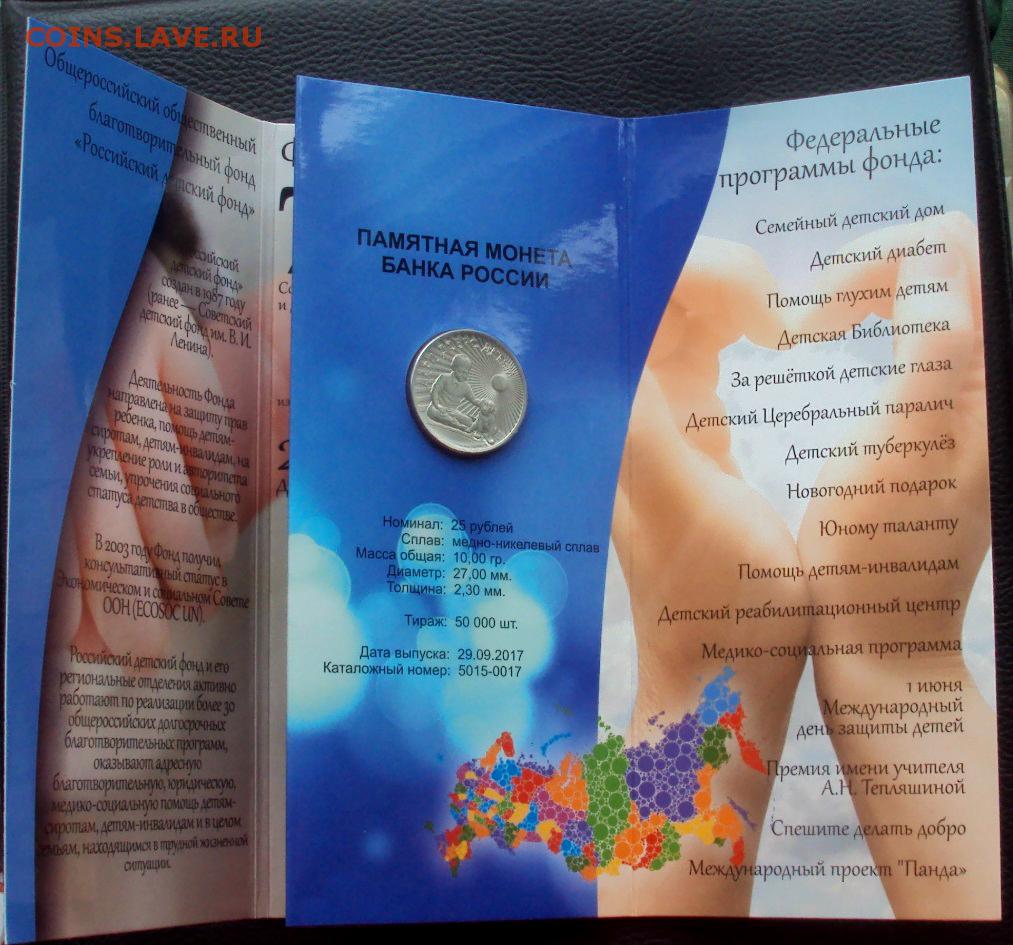 COINS.LAVE.RU
Общероссийский общественный
благотворительный фонд
«Российский детский фонд»
детский фонд»
создан в 1987 году
(ранее — Советский
детский фонд им. В. И.
Ленина).
Деятельность Фонда
направлена на защиту прав
ребенка, помощь детям-
сиротам, детям-инвалидам, на
укрепление роли и авторитета
семьи, упрочения социального
статуса детства в обществе.
В 2003 году Фонд получил
консультативный статус в
Экономическом и социальном Совете
ООН (ECOSOC UN).
Российский детский фонд и его
региональные отделения активно
работают по реализации более 30
общероссийских долгосрочных
благотворительных программ,
оказывают адресную
благотворительную, юридическую,
медико-социальную помощь детям-
сиротам, детям-инвалидам и в целом
семьям, находящимся в трудной жизненной
ситуации.
ПАМЯТНАЯ МОНЕТА
БАНКА РОССИИ
Номинал: 25 рублей
Сплав: медно-никелевый сплав
Масса общая: 10,00 гр.
Диаметр: 27,00 мм.
Толщина: 2,30 мм.
Тираж: 50 000 шт.
Дата выпуска: 29.09.2017
Каталожный номер: 5015-0017
Федеральные
программы фонда:
Семейный детский дом
Детский диабет
Помощь глухим детям
Детская Библиотека
За решёткой детские глаза
Детский Церебральный паралич
Детский туберкулёз
Новогодний подарок
Юному таланту
Помощь детям-инвалидам
Детский реабилитационный центр
Медико-социальная программа
1 июня
Международный
день защиты детей
Премия имени учителя
А.Н. Тепляшиной
Спешите делать добро
Международный проект "Панда»